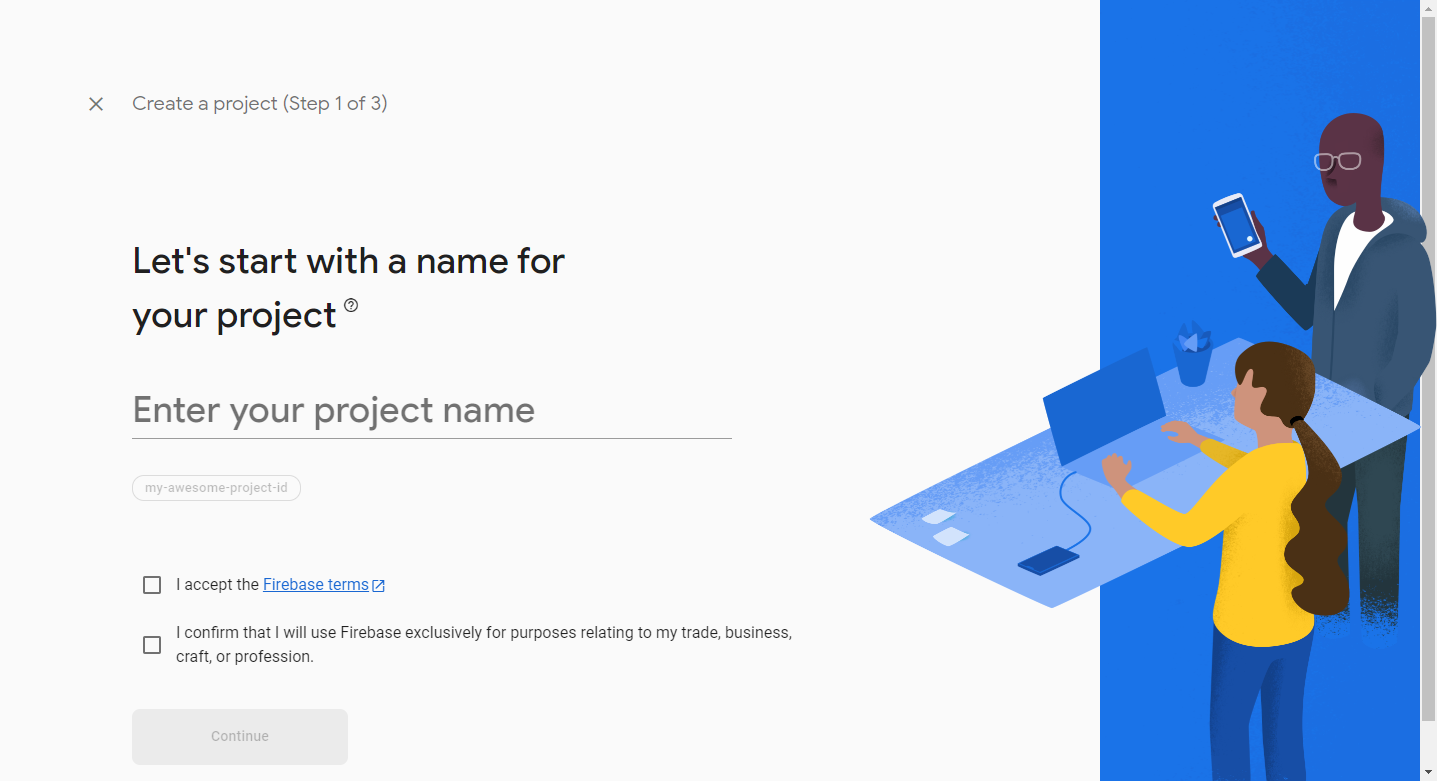 Create a project (Step 1 of 3)
Let's start with a name for
your project
Enter your project name
my-awesome-project-id
I accept the Firebase terms
I confirm that I will use Firebase exclusively for purposes relating to my trade, business,
craft, or profession.
Continue